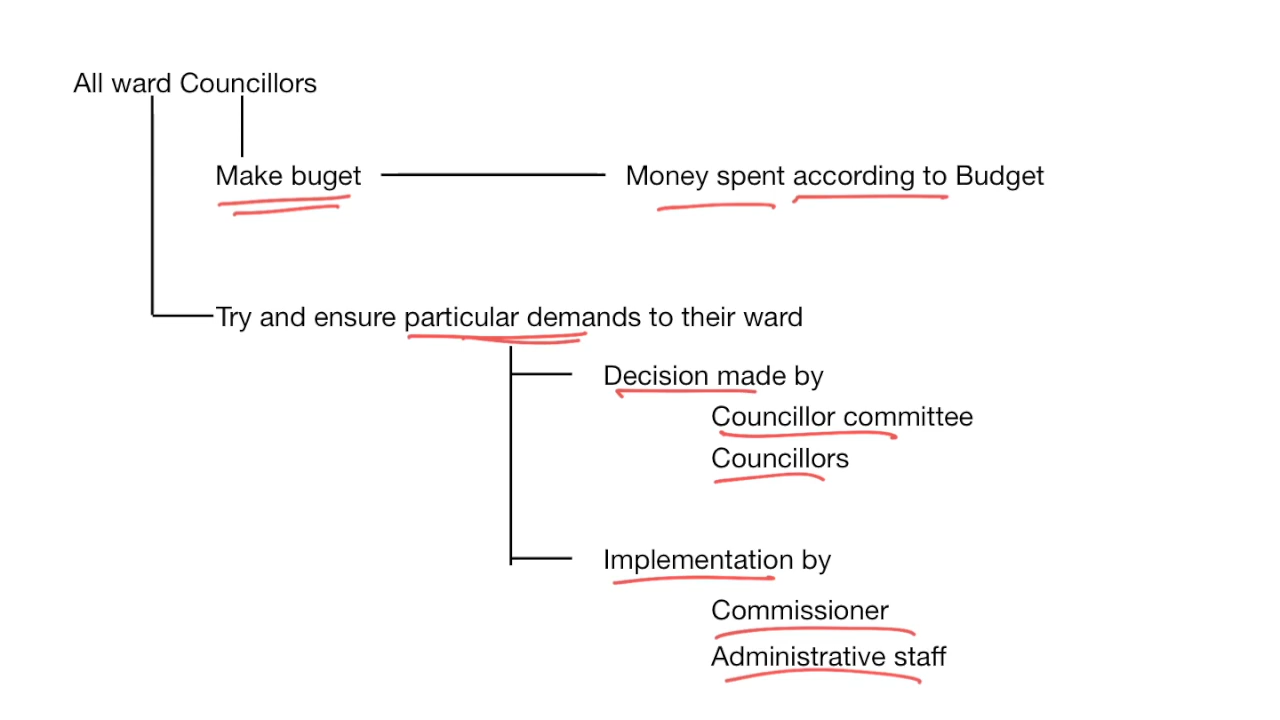 All ward Councillors
Make buget Money spent according to Budget
Try and ensure particular demands to their ward
Decision made by
Councillor committee
Councillors
Implementation by
Commissioner
Administrative staff